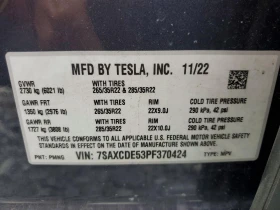 MFD BY TESLA, INC. 11/22
GVWR
2730 kg (6021 lb)
WITH TIRES
265/35R22 & 285/35R22
GAWR FRT
1350 kg (2976 lb)
WITH TIRES
265/35R22
RIM
22X9.0J
COLD TIRE PRESSURE
290 kPa, 42 psi
GAWR RR
1727 kg (3808 lb)
WITH TIRES
285/35R22
RIM
22X10.0J
COLD TIRE PRESSURE
290 kPa, 42 psi
THIS VEHICLE CONFORMS TO ALL APPLICABLE U.S. FEDERAL MOTOR VEHICLE SAFETY
STANDARDS IN EFFECT ON THE DATE OF MANUFACTURE SHOWN ABOVE.
PNT: PMNG
VIN: 7SAXCDE53PF370424
TYPE: MPV